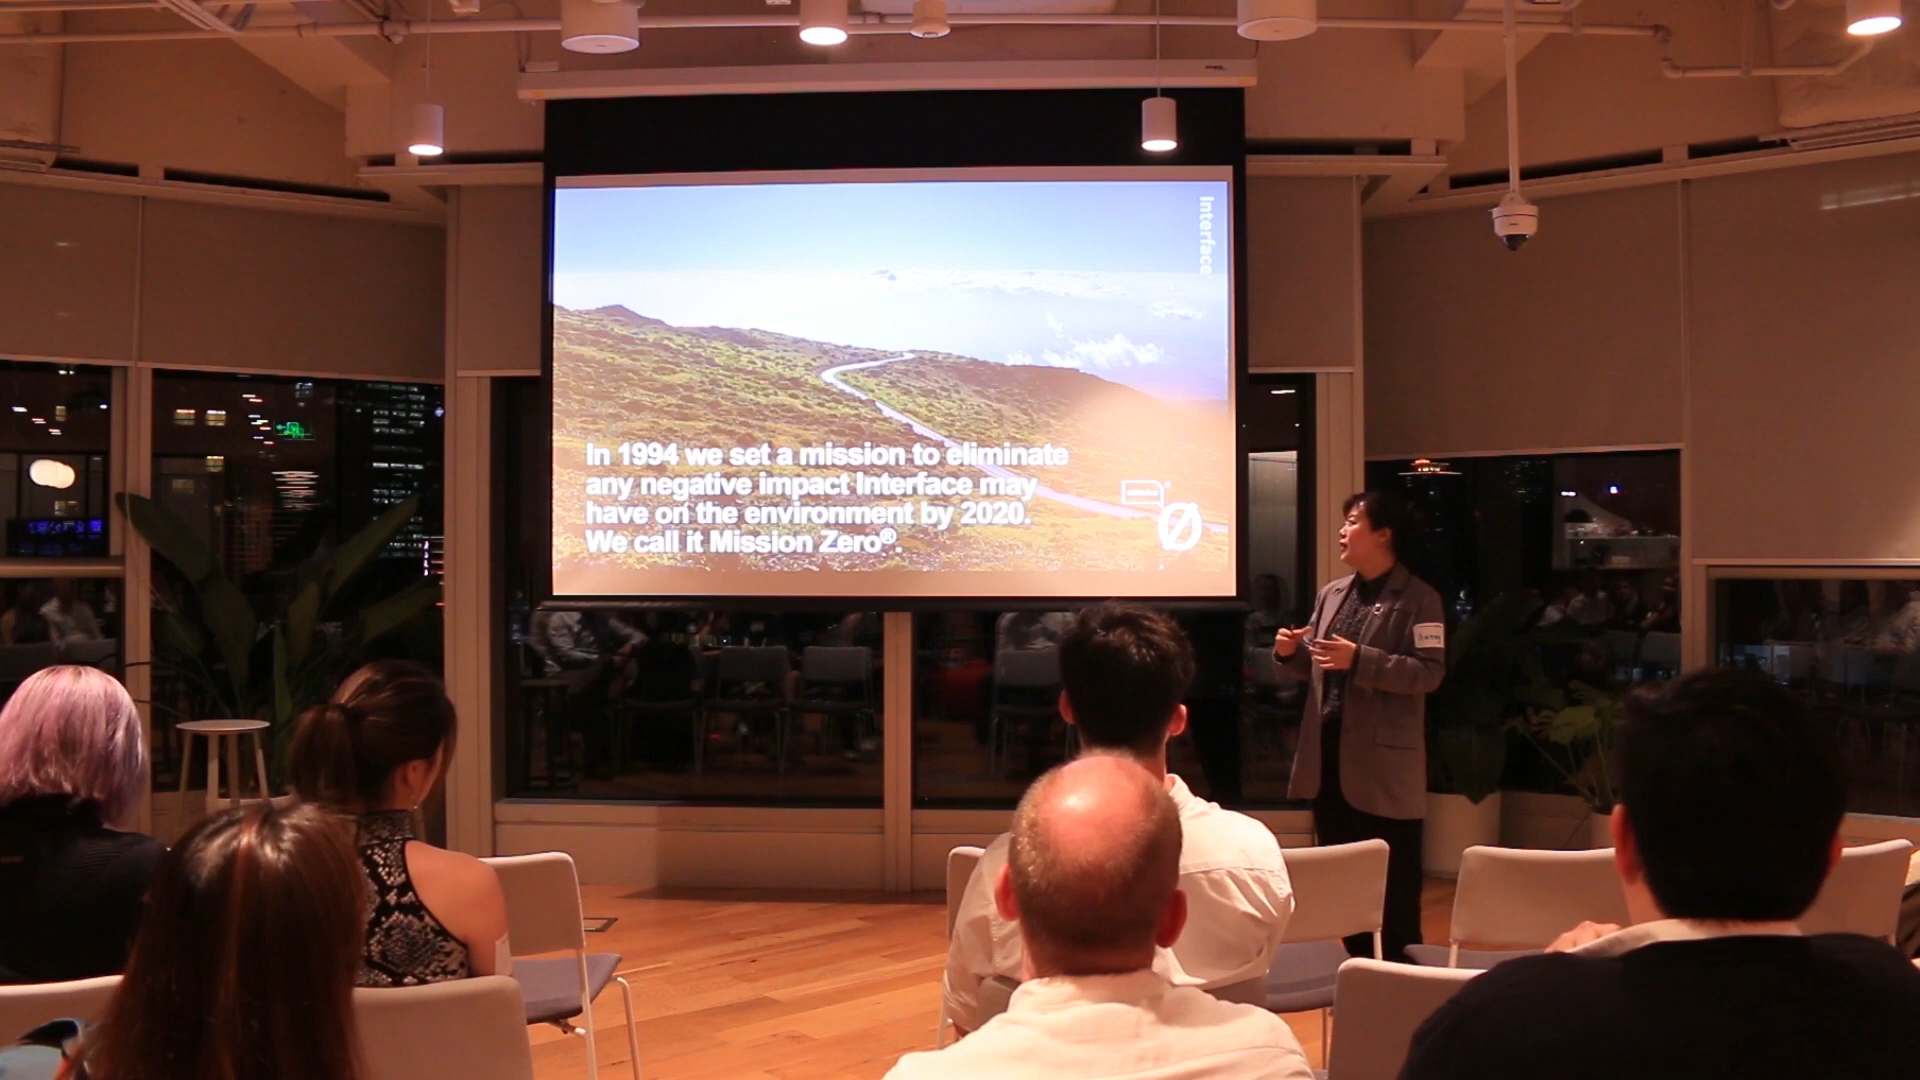 Interface
In 1994 we set a mission to eliminate
any negative impact Interface may
have on the environment by 2020.
We call it Mission Zero®.